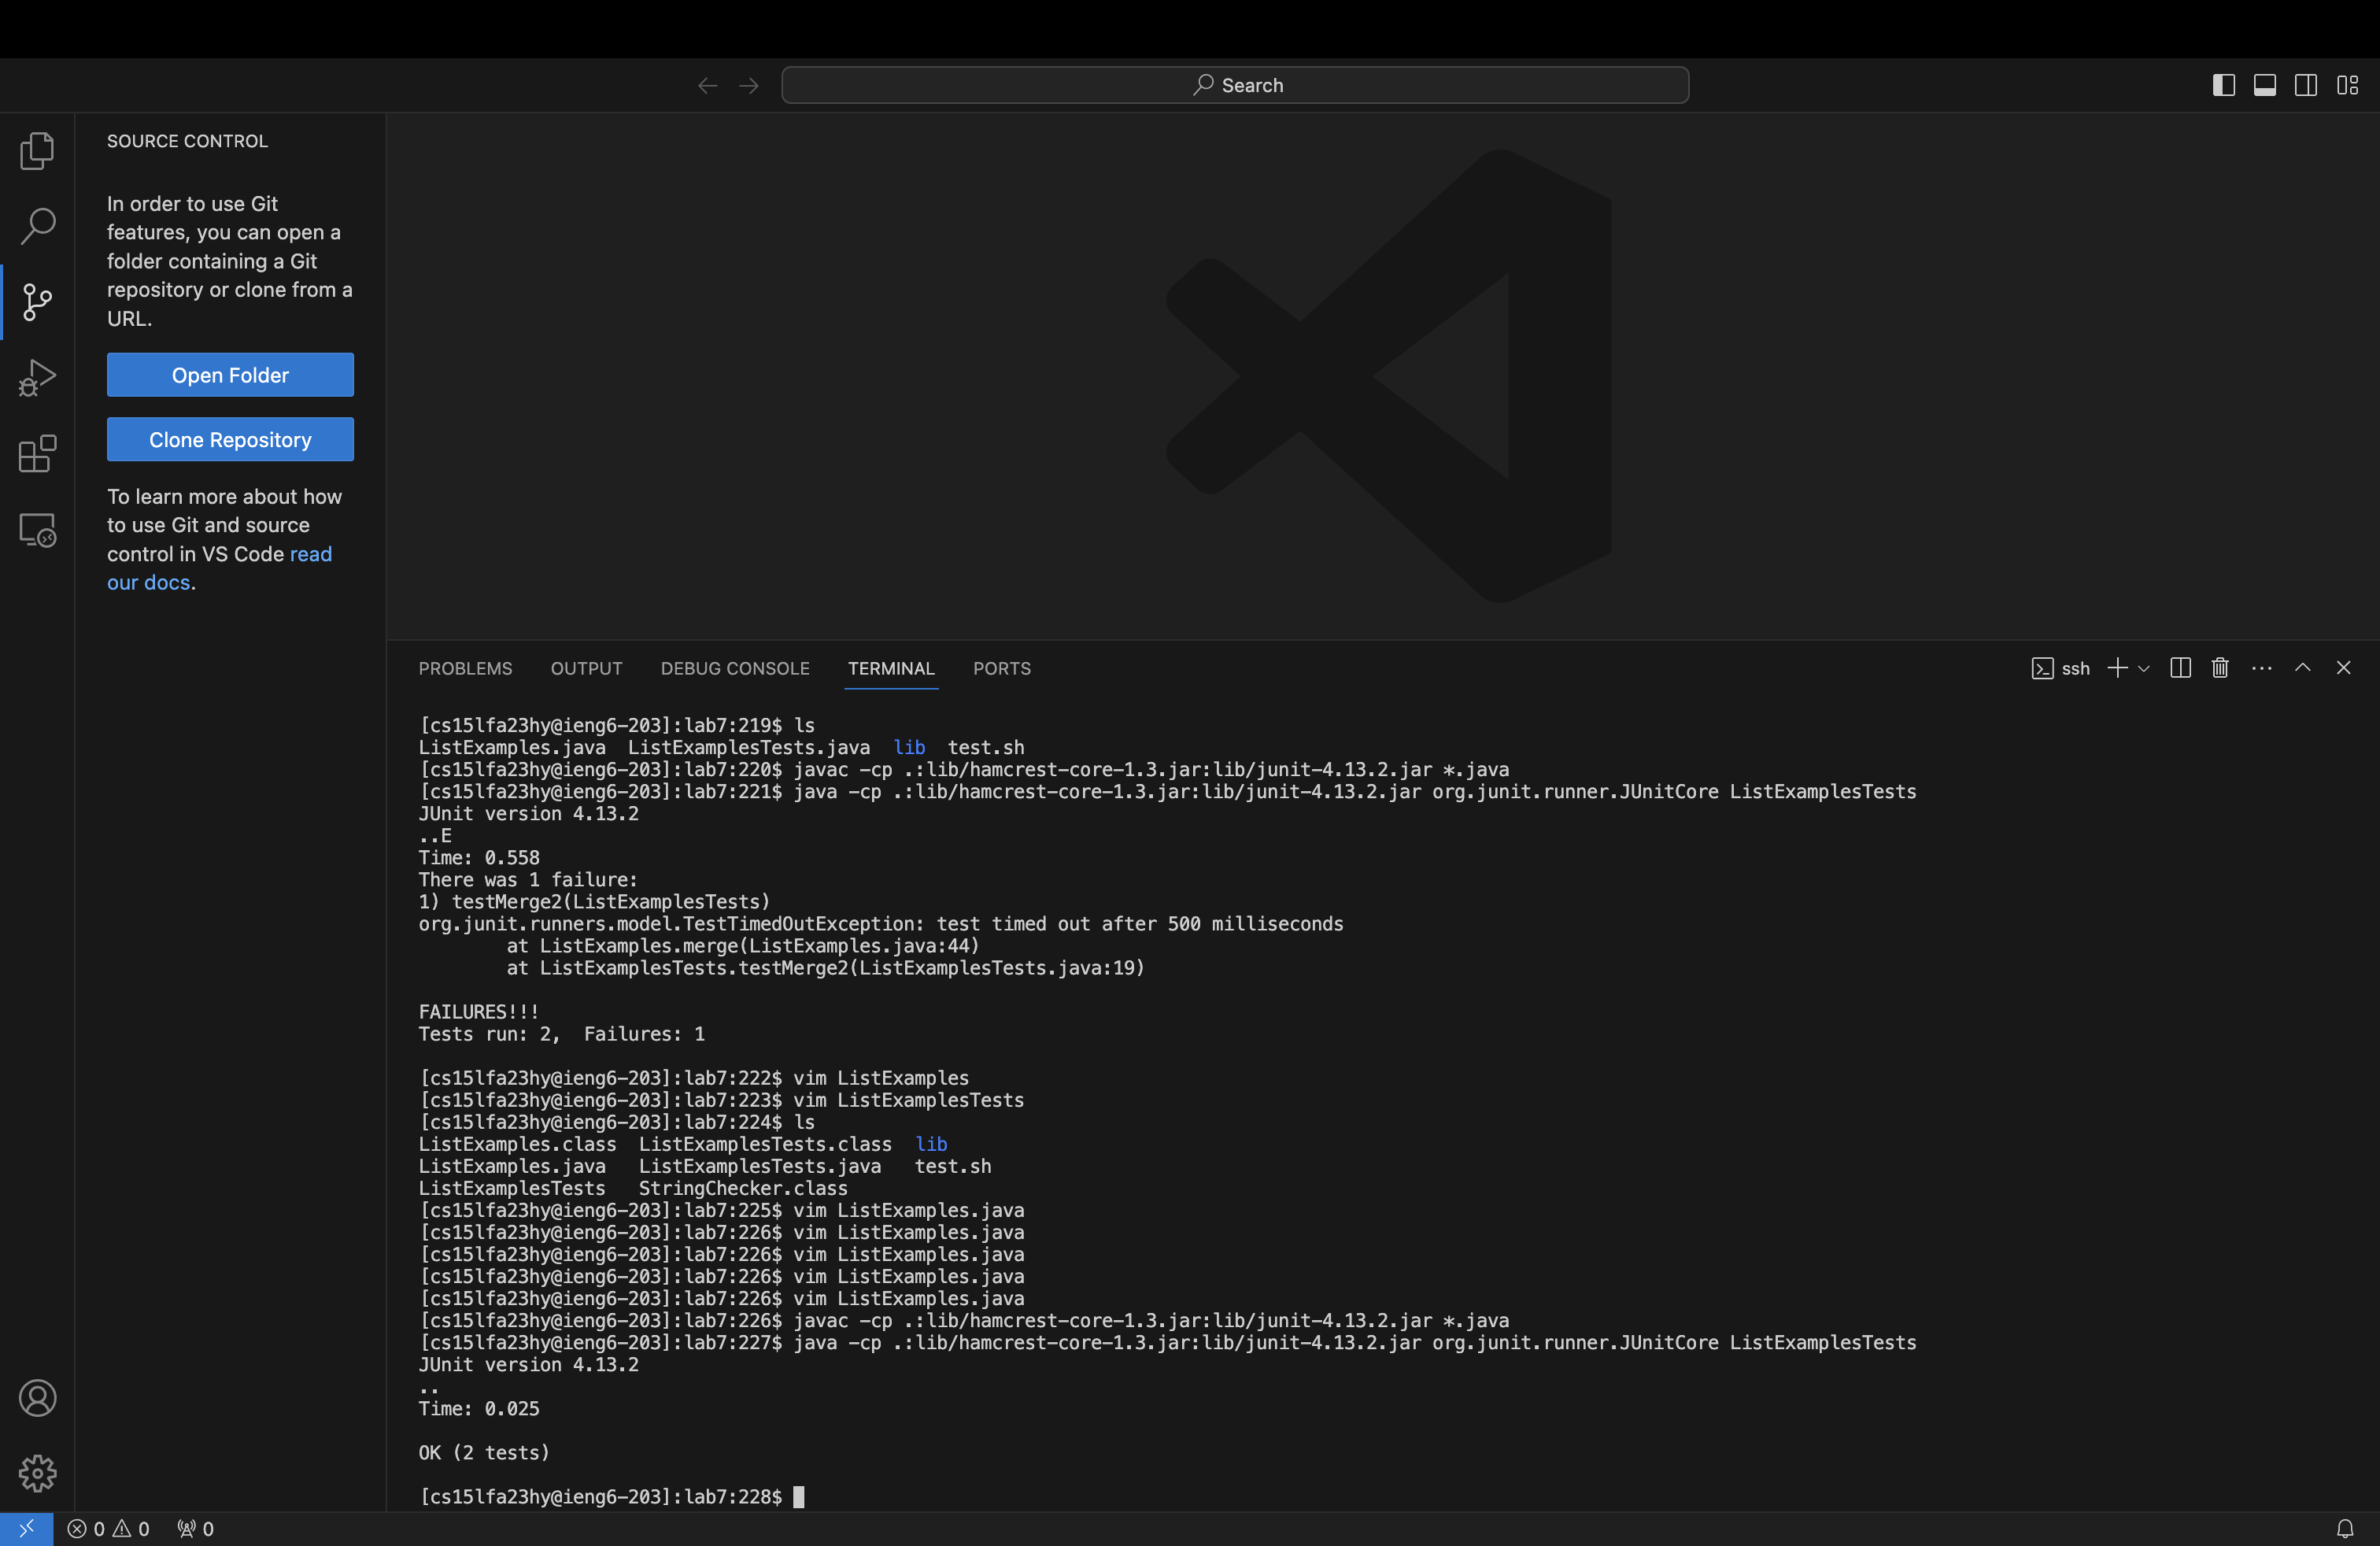 Search
SOURCE CONTROL
In order to use Git
features, you can open a
folder containing a Git
repository or clone from a
URL.
Open Folder
Clone Repository
To learn more about how
to use Git and source
control in VS Code read
our docs.
PROBLEMS OUTPUT DEBUG CONSOLE TERMINAL PORTS ssh
[cs15lfa23hy@ieng6-203]:lab7:219$ ls
ListExamples.java  ListExamplesTests.java  lib  test.sh
[cs15lfa23hy@ieng6-203]:lab7:220$ javac -cp .:lib/hamcrest-core-1.3.jar:lib/junit-4.13.2.jar *.java
[cs15lfa23hy@ieng6-203]:lab7:221$ java -cp .:lib/hamcrest-core-1.3.jar:lib/junit-4.13.2.jar org.junit.runner.JUnitCore ListExamplesTests
JUnit version 4.13.2
..E
Time: 0.558
There was 1 failure:
1) testMerge2(ListExamplesTests)
org.junit.runners.model.TestTimedOutException: test timed out after 500 milliseconds
        at ListExamples.merge(ListExamples.java:44)
        at ListExamplesTests.testMerge2(ListExamplesTests.java:19)
FAILURES!!!
Tests run: 2,  Failures: 1
[cs15lfa23hy@ieng6-203]:lab7:222$ vim ListExamples
[cs15lfa23hy@ieng6-203]:lab7:223$ vim ListExamplesTests
[cs15lfa23hy@ieng6-203]:lab7:224$ ls
ListExamples.class  ListExamplesTests.class  lib
ListExamples.java   ListExamplesTests.java   test.sh
ListExamplesTests   StringChecker.class
[cs15lfa23hy@ieng6-203]:lab7:225$ vim ListExamples.java
[cs15lfa23hy@ieng6-203]:lab7:226$ vim ListExamples.java
[cs15lfa23hy@ieng6-203]:lab7:226$ vim ListExamples.java
[cs15lfa23hy@ieng6-203]:lab7:226$ vim ListExamples.java
[cs15lfa23hy@ieng6-203]:lab7:226$ vim ListExamples.java
[cs15lfa23hy@ieng6-203]:lab7:226$ javac -cp .:lib/hamcrest-core-1.3.jar:lib/junit-4.13.2.jar *.java
[cs15lfa23hy@ieng6-203]:lab7:227$ java -cp .:lib/hamcrest-core-1.3.jar:lib/junit-4.13.2.jar org.junit.runner.JUnitCore ListExamplesTests
JUnit version 4.13.2
..
Time: 0.025
OK (2 tests)
[cs15lfa23hy@ieng6-203]:lab7:228$
0 0 0